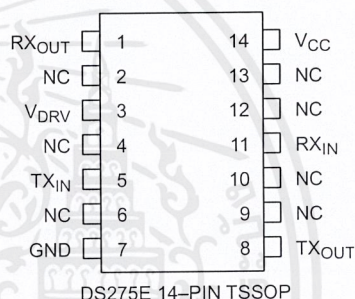 RXOUT 1 14 VCC
NC 2 13 NC
VDRV 3 12 NC
NC 4 11 RXIN
TXIN 5 10 NC
NC 6 9 NC
GND 7 8 TXOUT
DS275E 14–PIN TSSOP